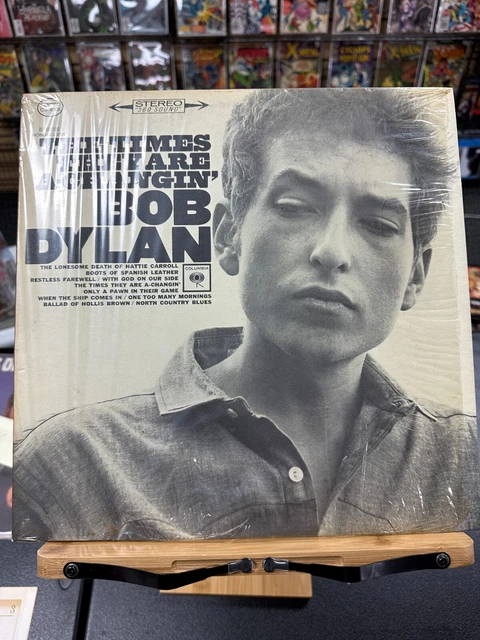 STEREO
"360 SOUND"
THE TIMES
THEY ARE
A-CHANGIN'
BOB
DYLAN
THE LONESOME DEATH OF HATTIE CARROLL
BOOTS OF SPANISH LEATHER
RESTLESS FAREWELL / WITH GOD ON OUR SIDE
THE TIMES THEY ARE A-CHANGIN'
ONLY A PAWN IN THEIR GAME
WHEN THE SHIP COMES IN / ONE TOO MANY MORNINGS
BALLAD OF HOLLIS BROWN / NORTH COUNTRY BLUES
COLUMBIA
X-MEN
X-MEN